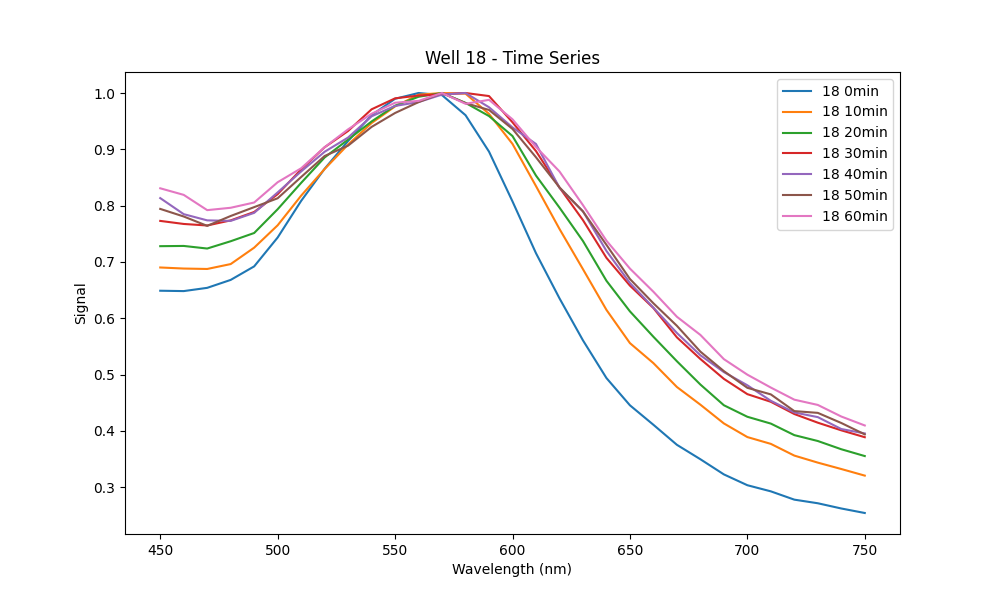 Well 18 - Time Series
Signal
1.0
0.9
0.8
0.7
0.6
0.5
0.4
0.3
18 0min
18 10min
18 20min
18 30min
18 40min
18 50min
18 60min
450 500 550 600 650 700 750
Wavelength (nm)